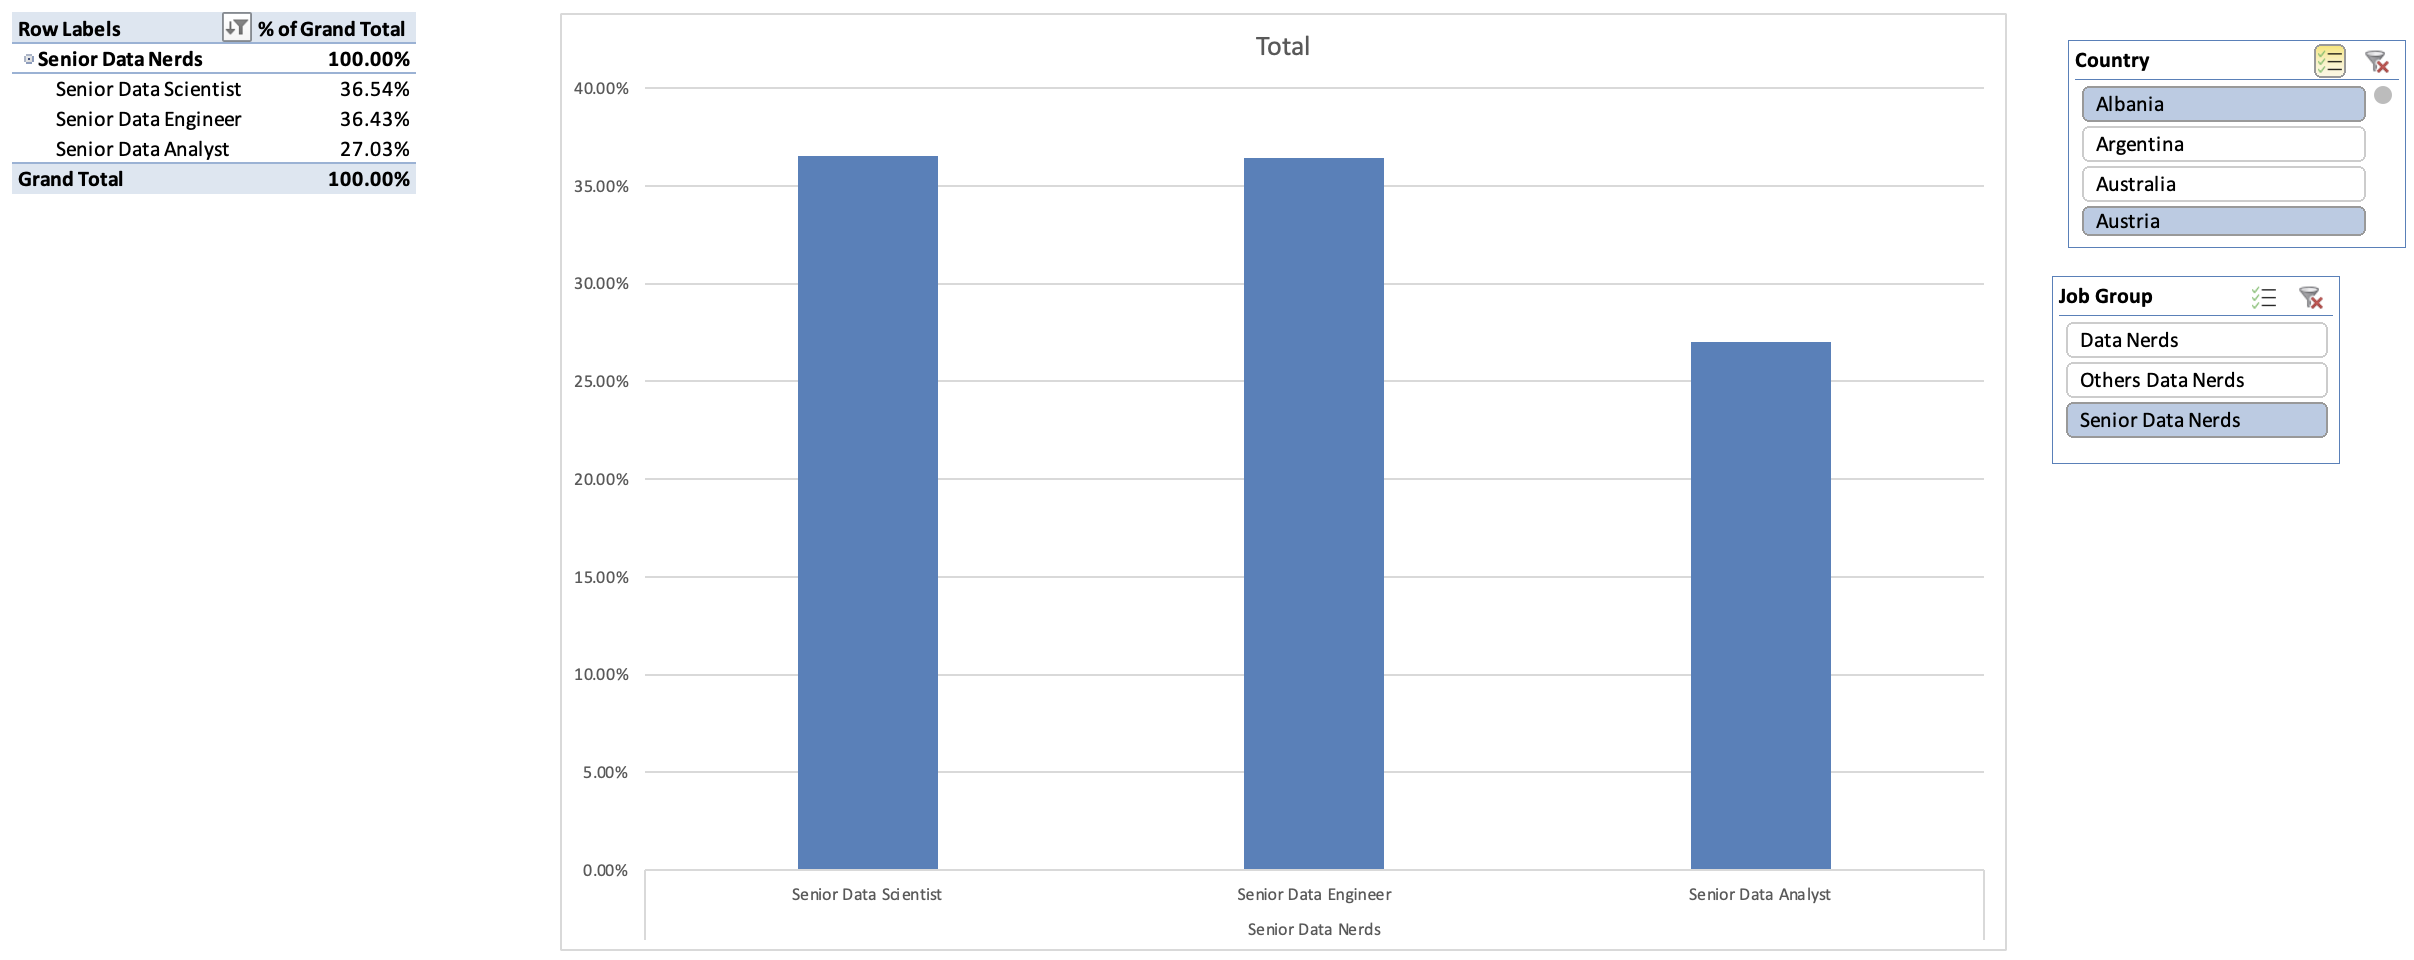 Row Labels % of Grand Total
Senior Data Nerds 100.00%
Senior Data Scientist 36.54%
Senior Data Engineer 36.43%
Senior Data Analyst 27.03%
Grand Total 100.00%
Total
40.00%
35.00%
30.00%
25.00%
20.00%
15.00%
10.00%
5.00%
0.00%
Senior Data Scientist Senior Data Engineer Senior Data Analyst
Senior Data Nerds
Country
Albania
Argentina
Australia
Austria
Job Group
Data Nerds
Others Data Nerds
Senior Data Nerds